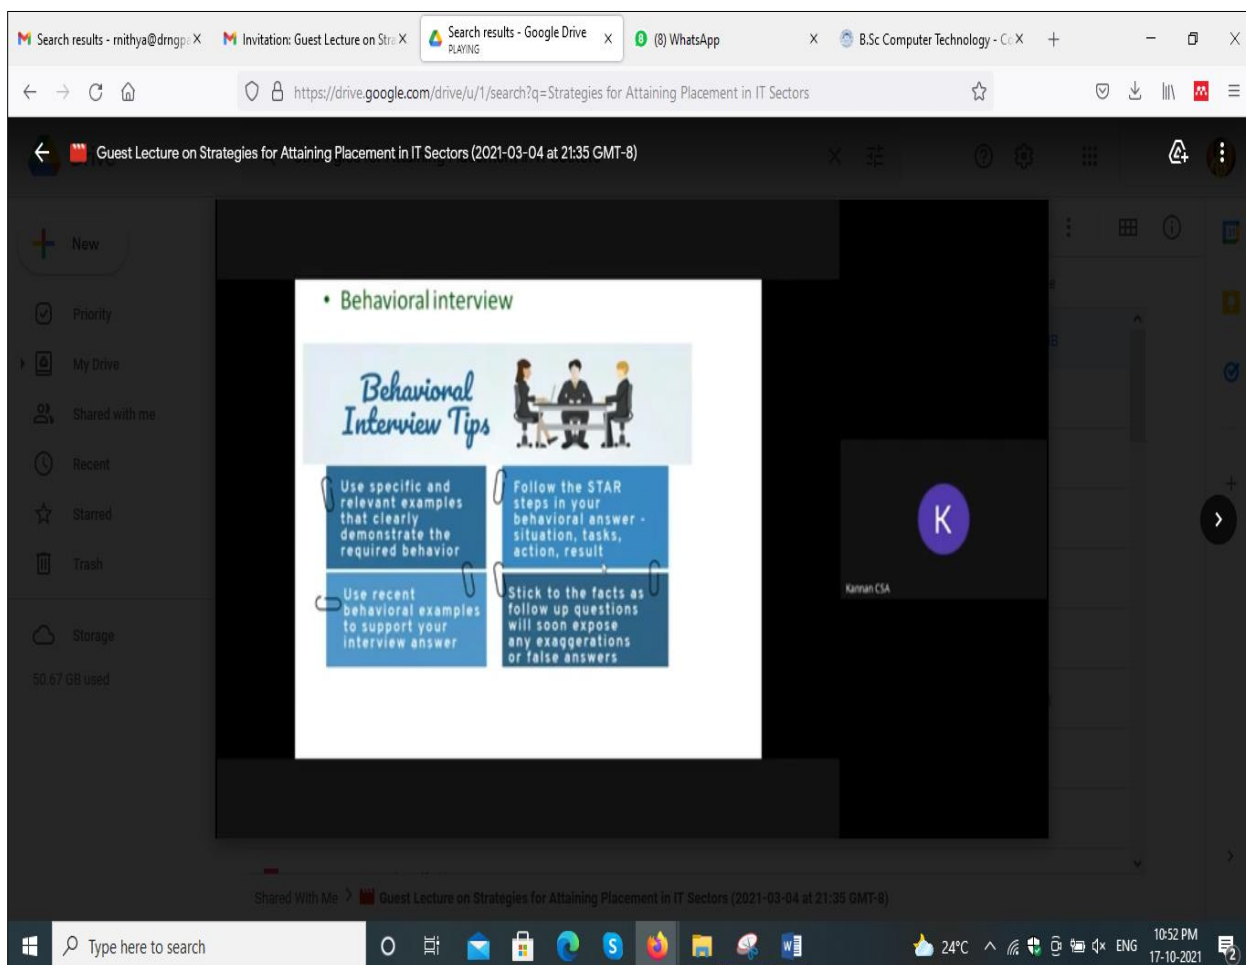 Search results - rnithya@drngp
Invitation: Guest Lecture on Stra
Search results - Google Drive
PLAYING
(8) WhatsApp
B.Sc Computer Technology - Co
https://drive.google.com/drive/u/1/search?q=Strategies for Attaining Placement in IT Sectors
Guest Lecture on Strategies for Attaining Placement in IT Sectors (2021-03-04 at 21:35 GMT-8)
New
Priority
My Drive
Shared with me
Recent
Starred
Trash
Storage
50.67 GB used
• Behavioral interview
Behavioral
Interview Tips
Use specific and
relevant examples
that clearly
demonstrate the
required behavior
Follow the STAR
steps in your
behavioral answer -
situation, tasks,
action, result
Use recent
behavioral examples
to support your
interview answer
Stick to the facts as
follow up questions
will soon expose
any exaggerations
or false answers
K
Kannan CSA
Shared With Me > Guest Lecture on Strategies for Attaining Placement in IT Sectors (2021-03-04 at 21:35 GMT-8)
Type here to search
24°C
ENG
10:52 PM
17-10-2021
2